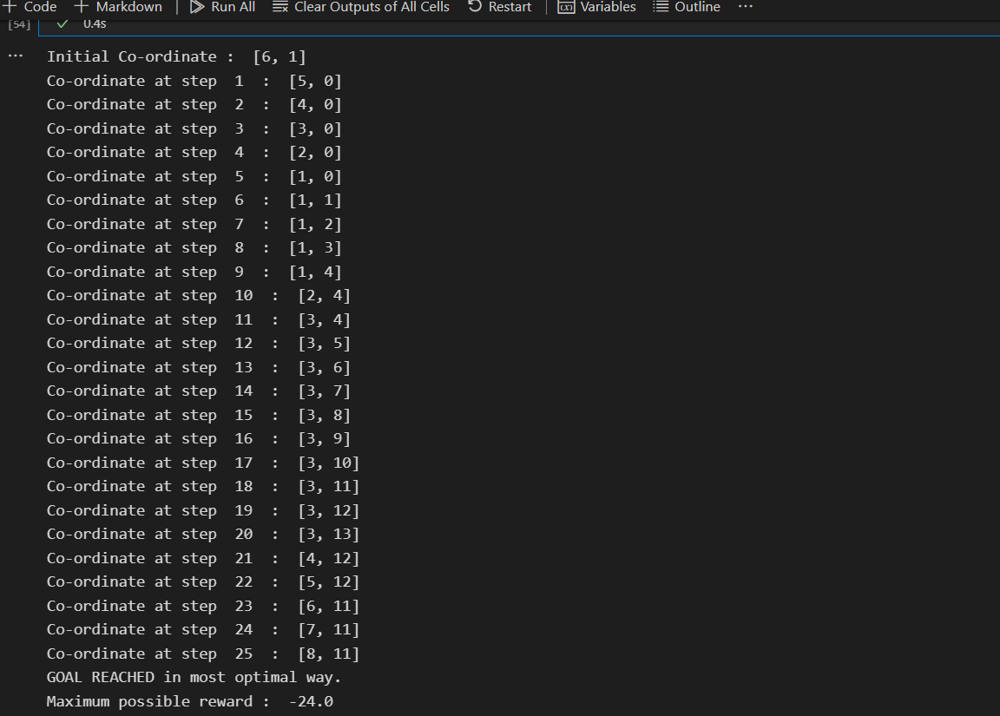 Code Markdown Run All Clear Outputs of All Cells Restart (x) Variables Outline ...
[54] ✓ 0.4s
... Initial Co-ordinate :  [6, 1]
Co-ordinate at step  1  :  [5, 0]
Co-ordinate at step  2  :  [4, 0]
Co-ordinate at step  3  :  [3, 0]
Co-ordinate at step  4  :  [2, 0]
Co-ordinate at step  5  :  [1, 0]
Co-ordinate at step  6  :  [1, 1]
Co-ordinate at step  7  :  [1, 2]
Co-ordinate at step  8  :  [1, 3]
Co-ordinate at step  9  :  [1, 4]
Co-ordinate at step  10  :  [2, 4]
Co-ordinate at step  11  :  [3, 4]
Co-ordinate at step  12  :  [3, 5]
Co-ordinate at step  13  :  [3, 6]
Co-ordinate at step  14  :  [3, 7]
Co-ordinate at step  15  :  [3, 8]
Co-ordinate at step  16  :  [3, 9]
Co-ordinate at step  17  :  [3, 10]
Co-ordinate at step  18  :  [3, 11]
Co-ordinate at step  19  :  [3, 12]
Co-ordinate at step  20  :  [3, 13]
Co-ordinate at step  21  :  [4, 12]
Co-ordinate at step  22  :  [5, 12]
Co-ordinate at step  23  :  [6, 11]
Co-ordinate at step  24  :  [7, 11]
Co-ordinate at step  25  :  [8, 11]
GOAL REACHED in most optimal way.
Maximum possible reward :  -24.0